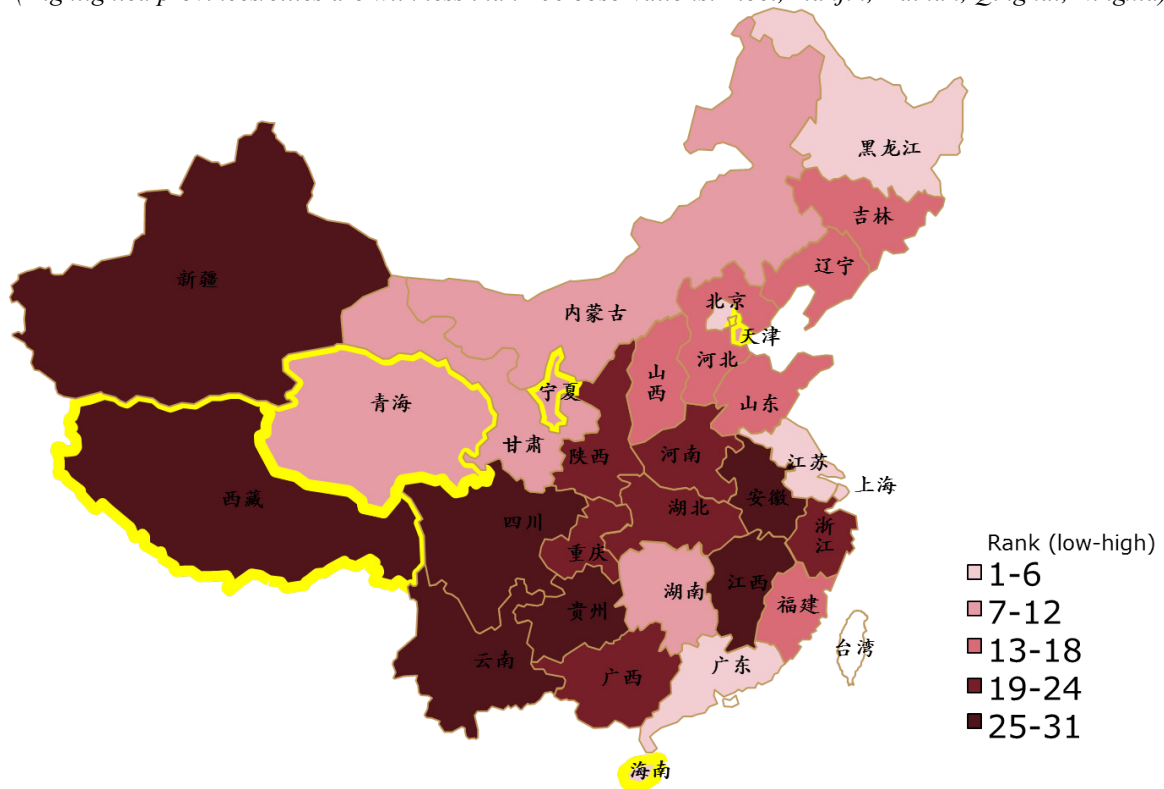 黑龙江
吉林
辽宁
新疆
北京
内蒙古
天津
河北
山西
宁夏
青海
山东
甘肃
陕西
河南
江苏
上海
西藏
安徽
湖北
四川
浙江
重庆
江西
湖南
贵州
福建
台湾
云南
广东
广西
海南
Rank (low-high)
1-6
7-12
13-18
19-24
25-31